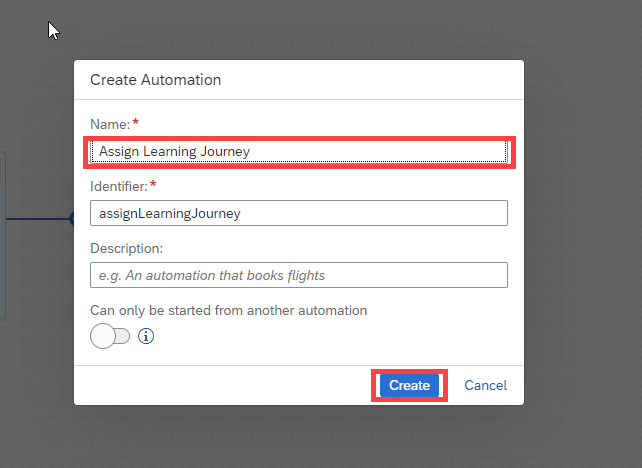 Create Automation
Name:*
Assign Learning Journey
Identifier:*
assignLearningJourney
Description:
e.g. An automation that books flights
Can only be started from another automation
i
Create Cancel